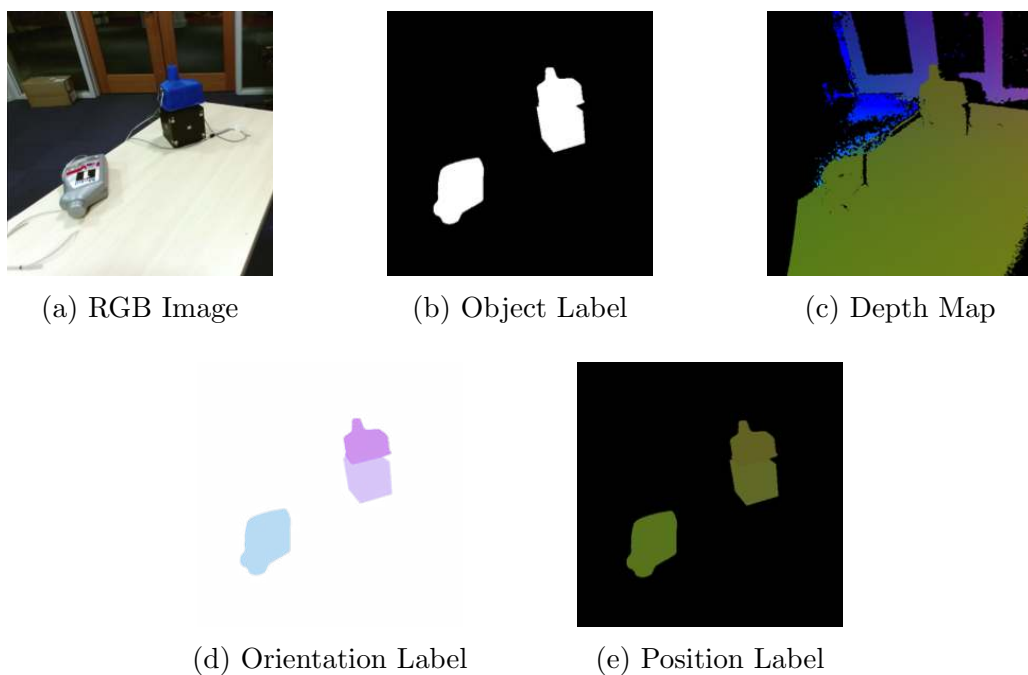 (a) RGB Image
(b) Object Label
(c) Depth Map
(d) Orientation Label
(e) Position Label